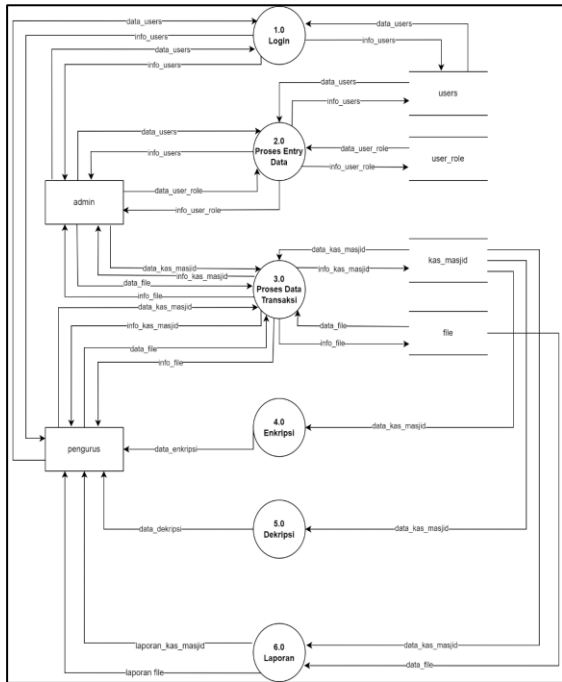 data_users
info_users
data_users
info_users
1.0
Login
data_users
info_users
users
data_users
info_users
data_users
info_users
2.0
Proses Entry
Data
data_user_role
info_user_role
user_role
admin
data_user_role
info_user_role
data_kas_masjid
info_kas_masjid
data_file
info_file
data_kas_masjid
info_kas_masjid
data_file
info_file
3.0
Proses Data
Transaksi
data_kas_masjid
info_kas_masjid
kas_masjid
data_file
info_file
file
pengurus
data_enkripsi
4.0
Enkripsi
data_kas_masjid
data_dekripsi
5.0
Dekripsi
data_kas_masjid
laporan_kas_masjid
laporan file
6.0
Laporan
data_kas_masjid
data_file